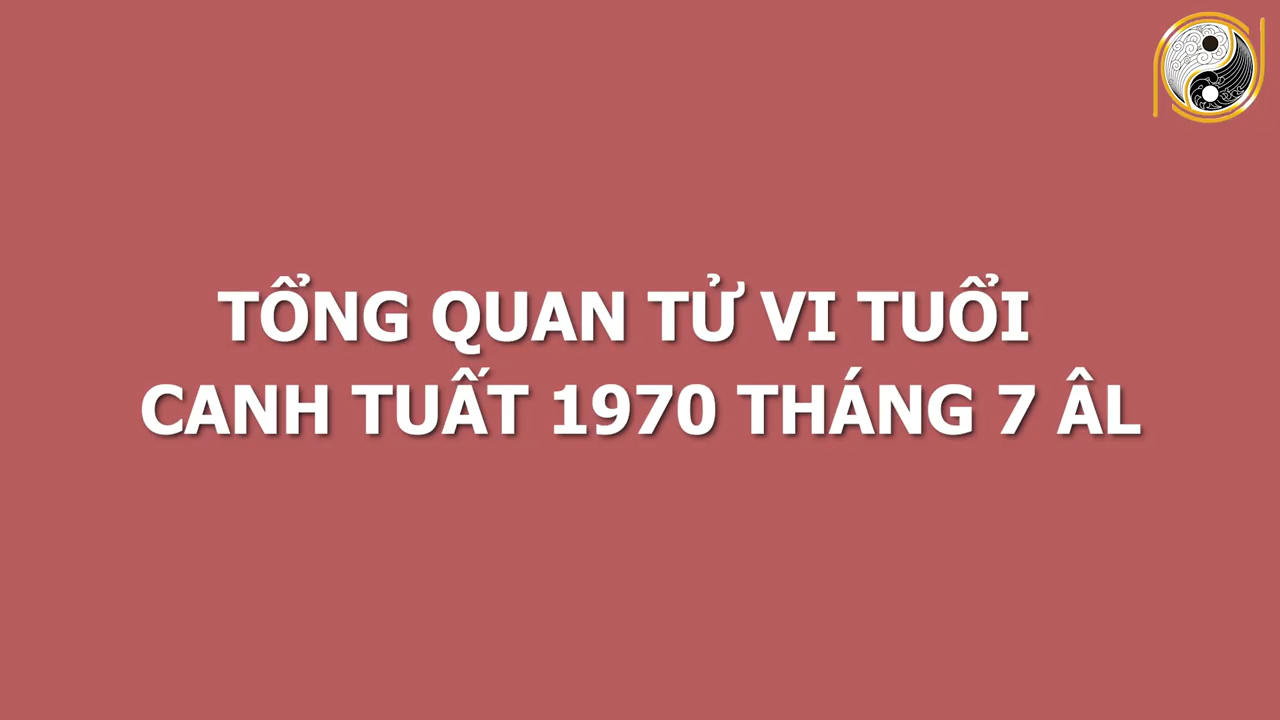 TỔNG QUAN TỬ VI TUỔI
CANH TUẤT 1970 THÁNG 7 ÂL